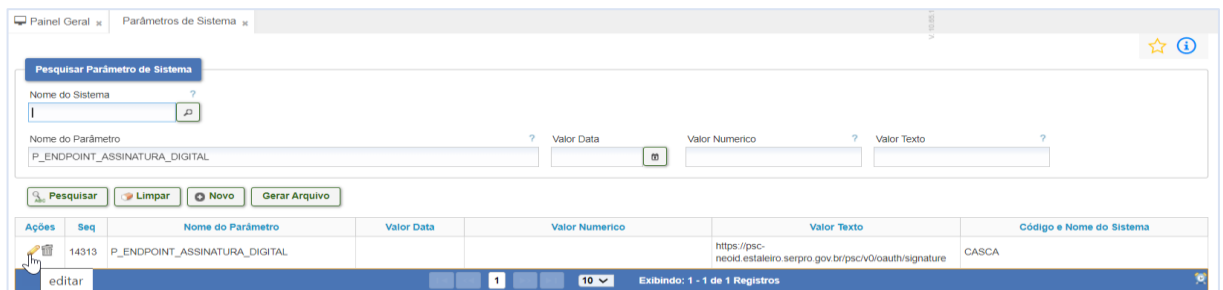 Painel Geral x Parâmetros de Sistema x
V. 10.85.1
Pesquisar Parâmetro de Sistema
Nome do Sistema ?
Nome do Parâmetro ? Valor Data Valor Numerico ? Valor Texto ?
P_ENDPOINT_ASSINATURA_DIGITAL
Pesquisar Limpar Novo Gerar Arquivo
Ações Seq Nome do Parâmetro Valor Data Valor Numerico Valor Texto Código e Nome do Sistema
14313 P_ENDPOINT_ASSINATURA_DIGITAL https://psc-
neoid.estaleiro.serpro.gov.br/psc/v0/oauth/signature CASCA
editar 1 10 Exibindo: 1 - 1 de 1 Registros